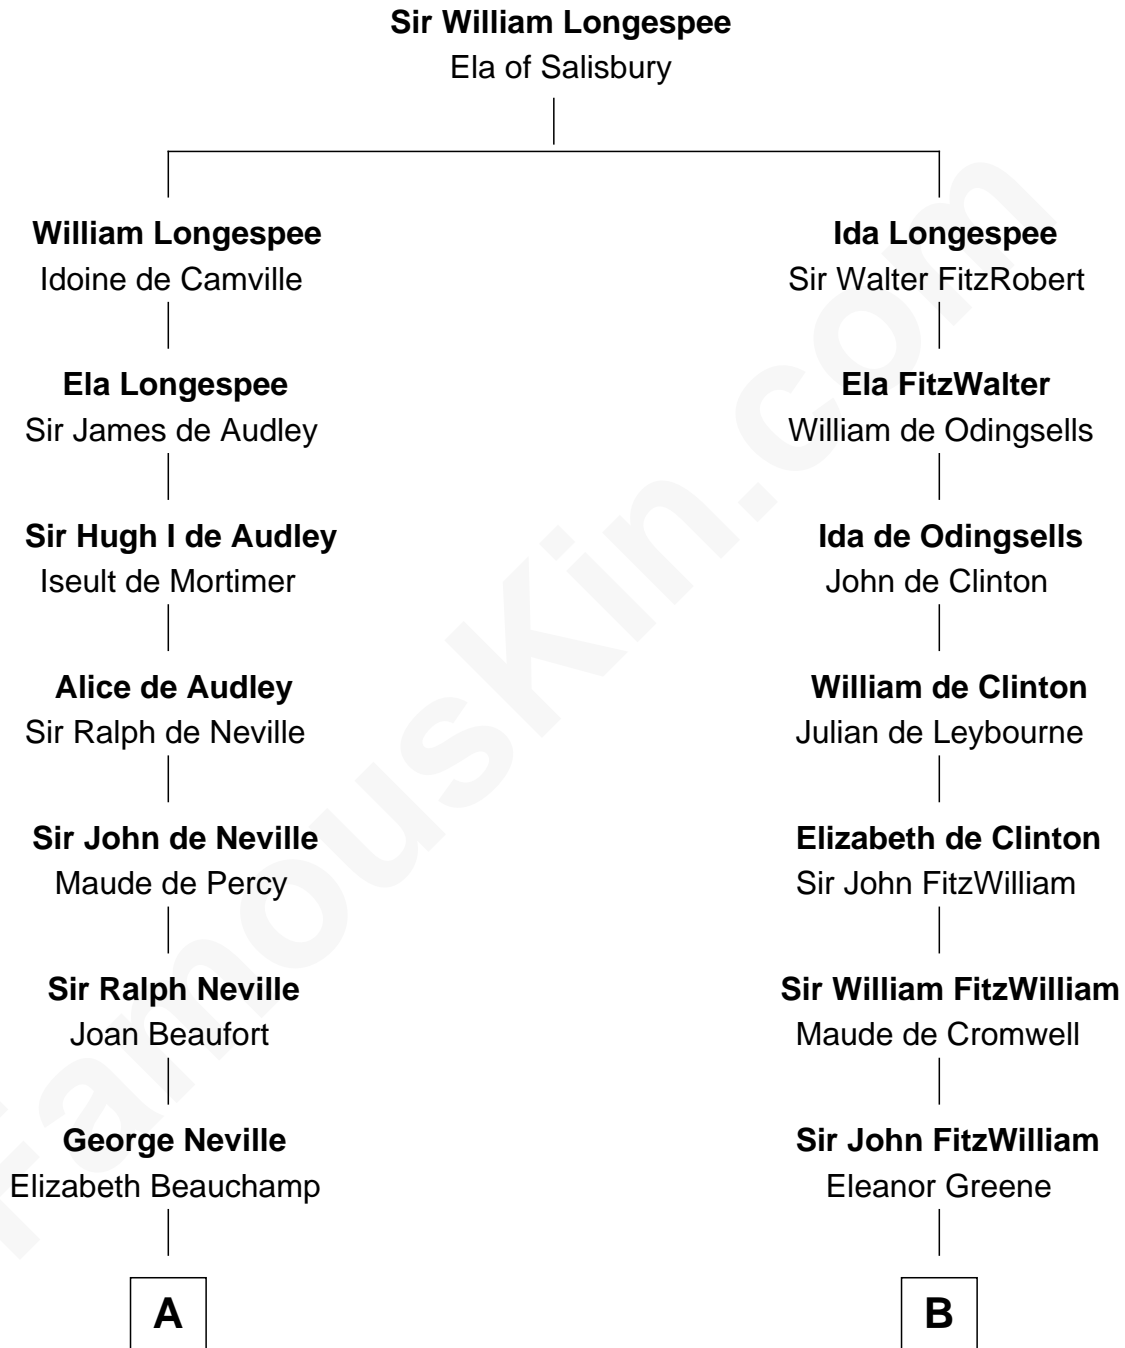 Sir William Longespee
Ela of Salisbury
William Longespee
Idoine de Camville
Ida Longespee
Sir Walter FitzRobert
Ela Longespee
Sir James de Audley
Ela FitzWalter
William de Odingsells
Sir Hugh I de Audley
Iseult de Mortimer
Ida de Odingsells
John de Clinton
Alice de Audley
Sir Ralph de Neville
William de Clinton
Julian de Leybourne
Sir John de Neville
Maude de Percy
Elizabeth de Clinton
Sir John FitzWilliam
Sir Ralph Neville
Joan Beaufort
Sir William FitzWilliam
Maude de Cromwell
George Neville
Elizabeth Beauchamp
Sir John FitzWilliam
Eleanor Greene
A
B
FamousKin.com